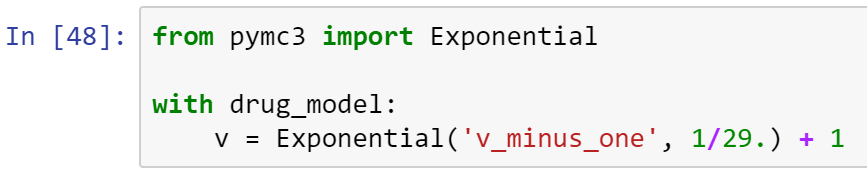 In [48]: from pymc3 import Exponential
with drug_model:
    v = Exponential('v_minus_one', 1/29.) + 1